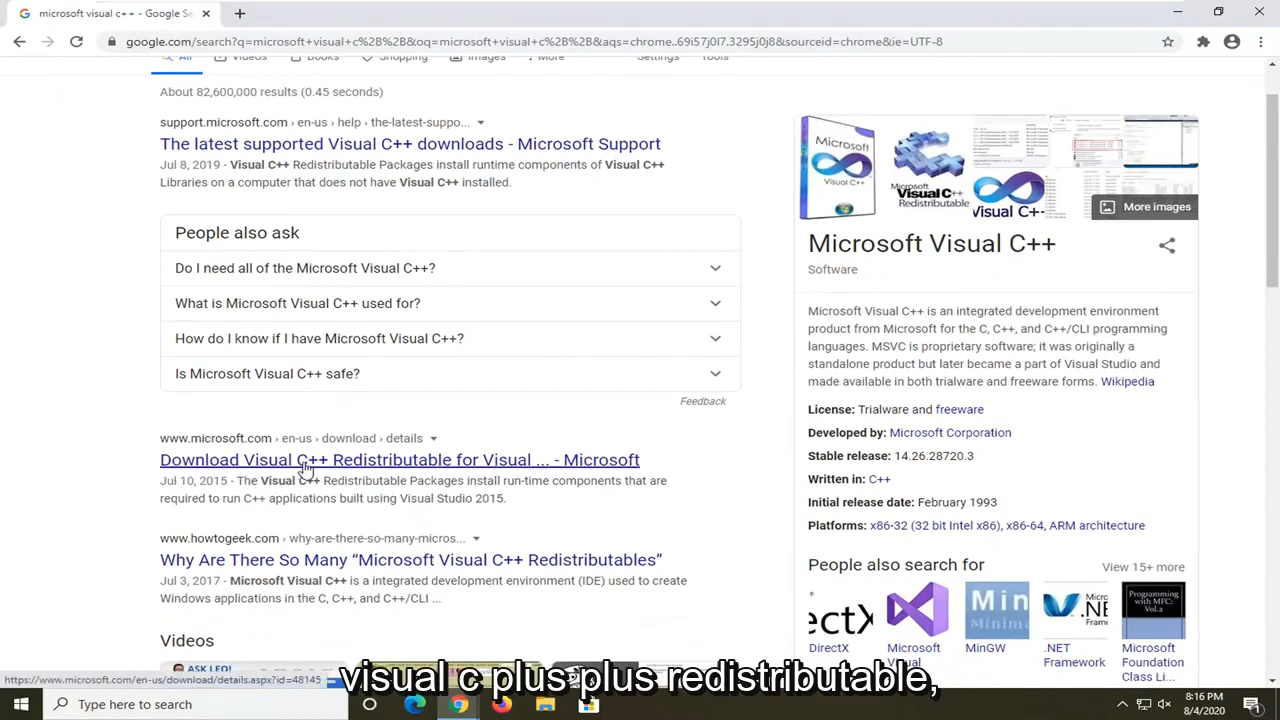 microsoft visual c++ - Google Se
google.com/search?q=microsoft+visual+c%2B%2B&oq=microsoft+visual+c%2B%2B&aqs=chrome..69i57j0l7.3295j0j8&sourceid=chrome&ie=UTF-8
All Videos Books Shopping Images More Settings Tools
About 82,600,000 results (0.45 seconds)
support.microsoft.com › en-us › help › the-latest-suppo...
The latest supported Visual C++ downloads - Microsoft Support
Jul 8, 2019 - Visual C++ Redistributable Packages install runtime components of Visual C++
Libraries on a computer that does not have Visual C++ installed.
People also ask
Do I need all of the Microsoft Visual C++?
What is Microsoft Visual C++ used for?
How do I know if I have Microsoft Visual C++?
Is Microsoft Visual C++ safe?
Feedback
www.microsoft.com › en-us › download › details
Download Visual C++ Redistributable for Visual ... - Microsoft
Jul 10, 2015 - The Visual C++ Redistributable Packages install run-time components that are
required to run C++ applications built using Visual Studio 2015.
www.howtogeek.com › why-are-there-so-many-micros...
Why Are There So Many “Microsoft Visual C++ Redistributables”
Jul 3, 2017 - Microsoft Visual C++ is a integrated development environment (IDE) used to create
Windows applications in the C, C++, and C++/CLI ...
Videos
ASK LEO!
Microsoft
Visual C++
Redistributable
Visual C+
More images
Microsoft Visual C++
Software
Microsoft Visual C++ is an integrated development environment
product from Microsoft for the C, C++, and C++/CLI programming
languages. MSVC is proprietary software; it was originally a
standalone product but later became a part of Visual Studio and
made available in both trialware and freeware forms. Wikipedia
License: Trialware and freeware
Developed by: Microsoft Corporation
Stable release: 14.26.28720.3
Written in: C++
Initial release date: February 1993
Platforms: x86-32 (32 bit Intel x86), x86-64, ARM architecture
People also search for
View 15+ more
DirectX
Microsoft
Visual
MinGW
.NET
Framework
Microsoft
Foundation
Class Li...
https://www.microsoft.com/en-us/download/details.aspx?id=48145
visual c plus plus redistributable,
Type here to search
8:16 PM
8/4/2020